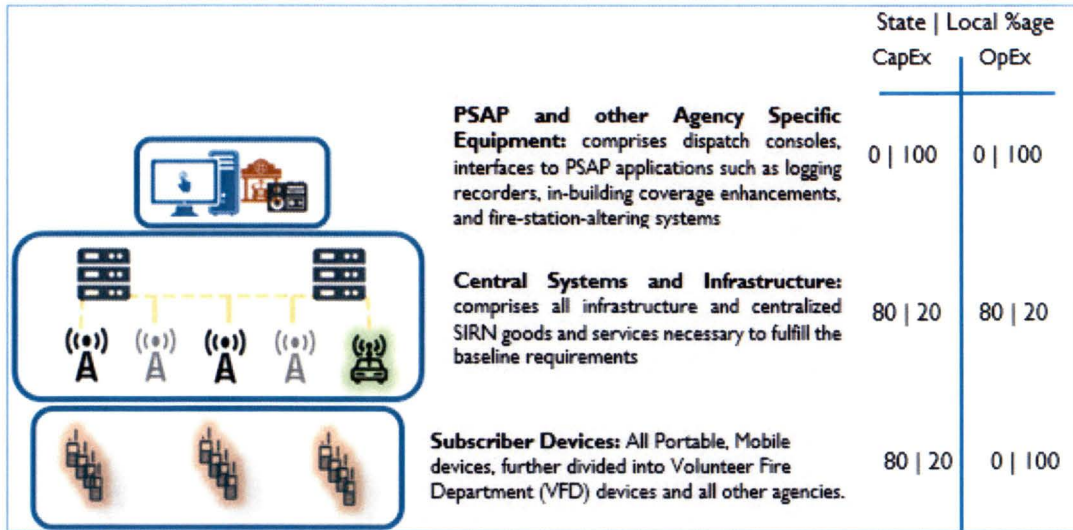 State | Local %age
CapEx OpEx
PSAP and other Agency Specific
Equipment: comprises dispatch consoles,
interfaces to PSAP applications such as logging
recorders, in-building coverage enhancements,
and fire-station-altering systems
0 | 100 0 | 100
Central Systems and Infrastructure:
comprises all infrastructure and centralized
SIRN goods and services necessary to fulfill the
baseline requirements
80 | 20 80 | 20
Subscriber Devices: All Portable, Mobile
devices, further divided into Volunteer Fire
Department (VFD) devices and all other agencies.
80 | 20 0 | 100